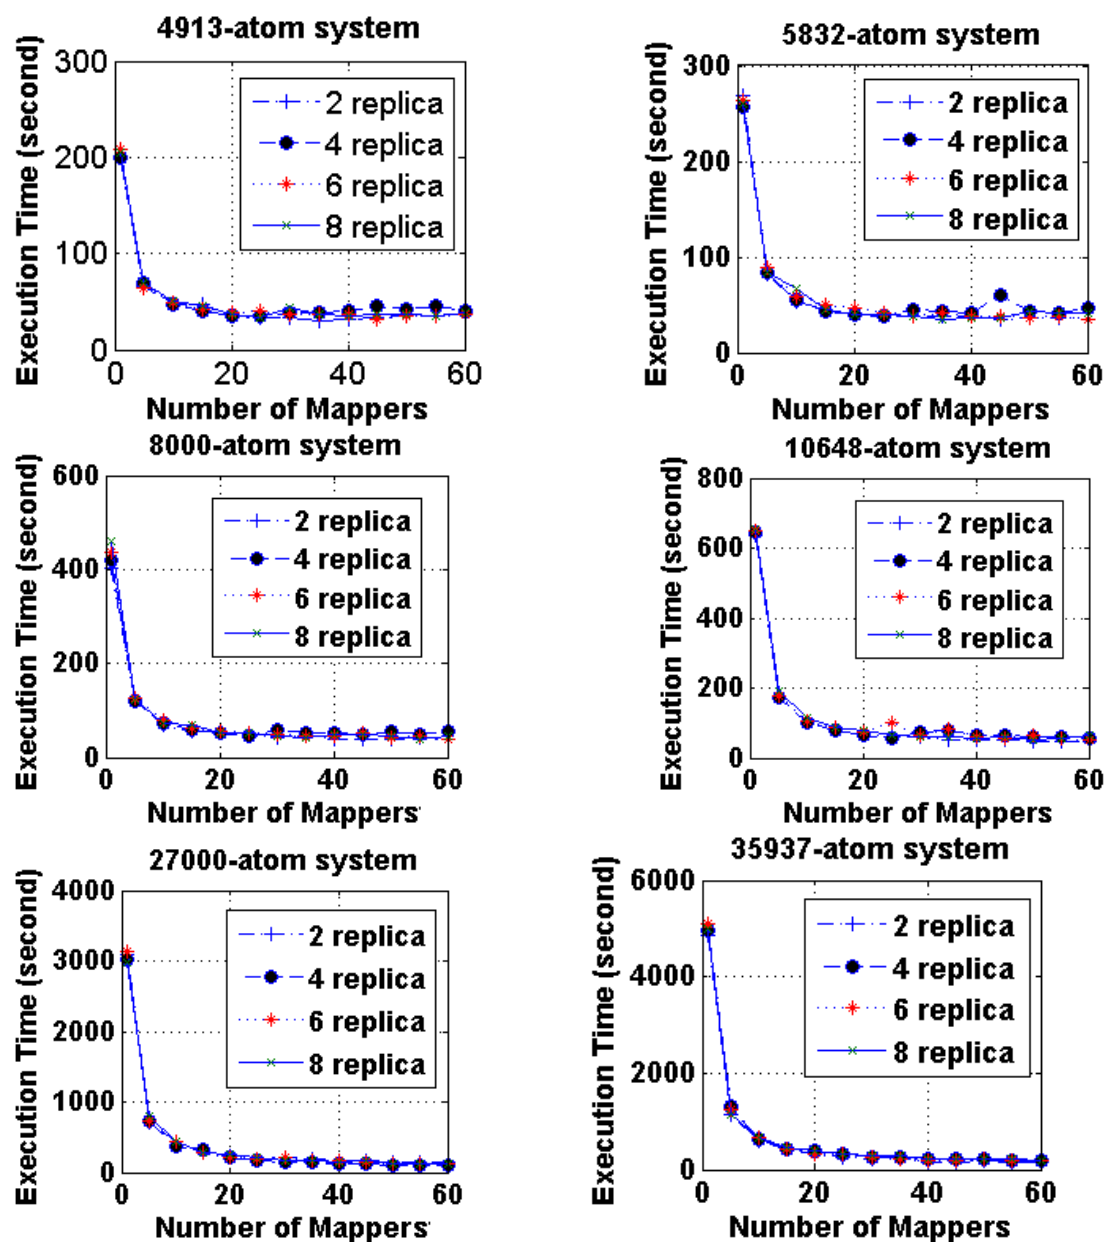 4913-atom system
Execution Time (second)
300
200
100
0
2 replica
4 replica
6 replica
8 replica
0 20 40 60
Number of Mappers
5832-atom system
Execution Time (second)
300
200
100
0
2 replica
4 replica
6 replica
8 replica
0 20 40 60
Number of Mappers
8000-atom system
Execution Time (second)
600
400
200
0
2 replica
4 replica
6 replica
8 replica
0 20 40 60
Number of Mappers
10648-atom system
Execution Time (second)
800
600
400
200
0
2 replica
4 replica
6 replica
8 replica
0 20 40 60
Number of Mappers
27000-atom system
Execution Time (second)
4000
3000
2000
1000
0
2 replica
4 replica
6 replica
8 replica
0 20 40 60
Number of Mappers
35937-atom system
Execution Time (second)
6000
4000
2000
0
2 replica
4 replica
6 replica
8 replica
0 20 40 60
Number of Mappers